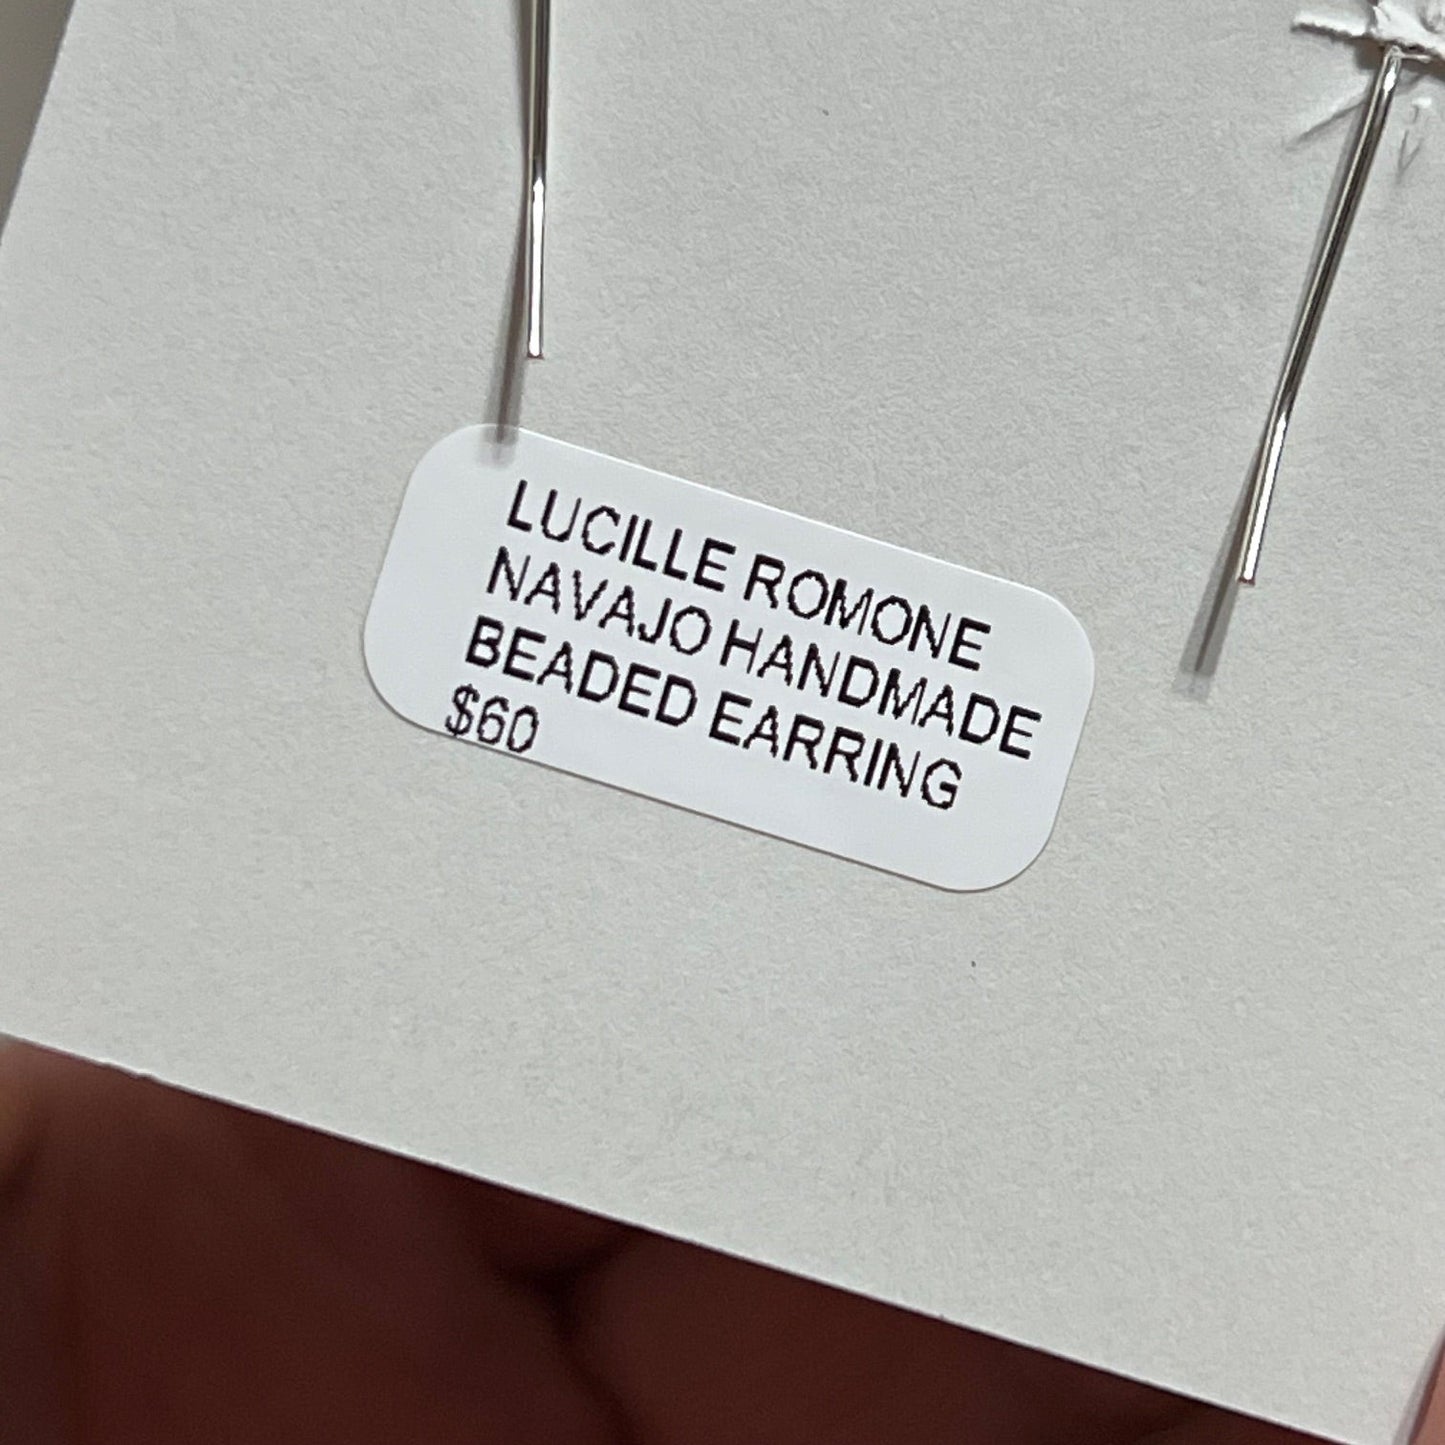 LUCILLE ROMONE
NAVAJO HANDMADE
BEADED EARRING
$60